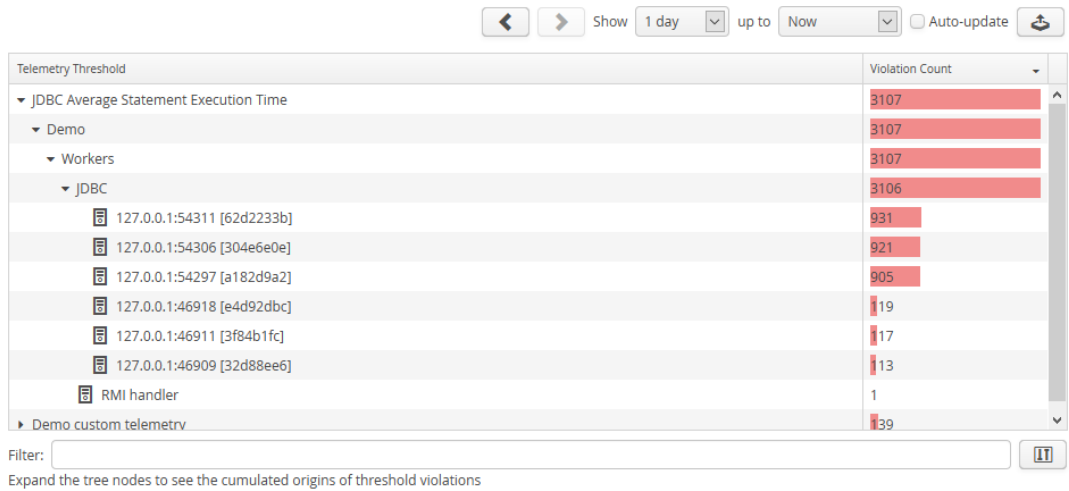 Show 1 day up to Now Auto-update
Telemetry Threshold Violation Count
JDBC Average Statement Execution Time 3107
Demo 3107
Workers 3107
JDBC 3106
127.0.0.1:54311 [62d2233b] 931
127.0.0.1:54306 [304e6e0e] 921
127.0.0.1:54297 [a182d9a2] 905
127.0.0.1:46918 [e4d92dbc] 119
127.0.0.1:46911 [3f84b1fc] 117
127.0.0.1:46909 [32d88ee6] 113
RMI handler 1
Demo custom telemetry 139
Filter:
Expand the tree nodes to see the cumulated origins of threshold violations